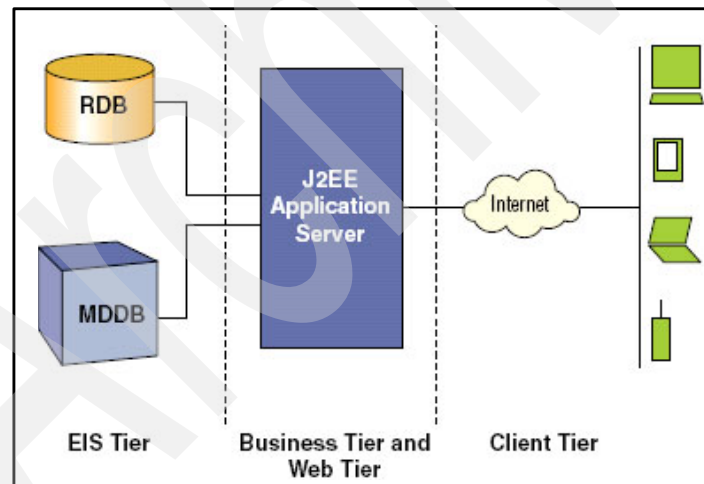 RDB
MDDB
J2EE
Application
Server
Internet
EIS Tier
Business Tier and
Web Tier
Client Tier